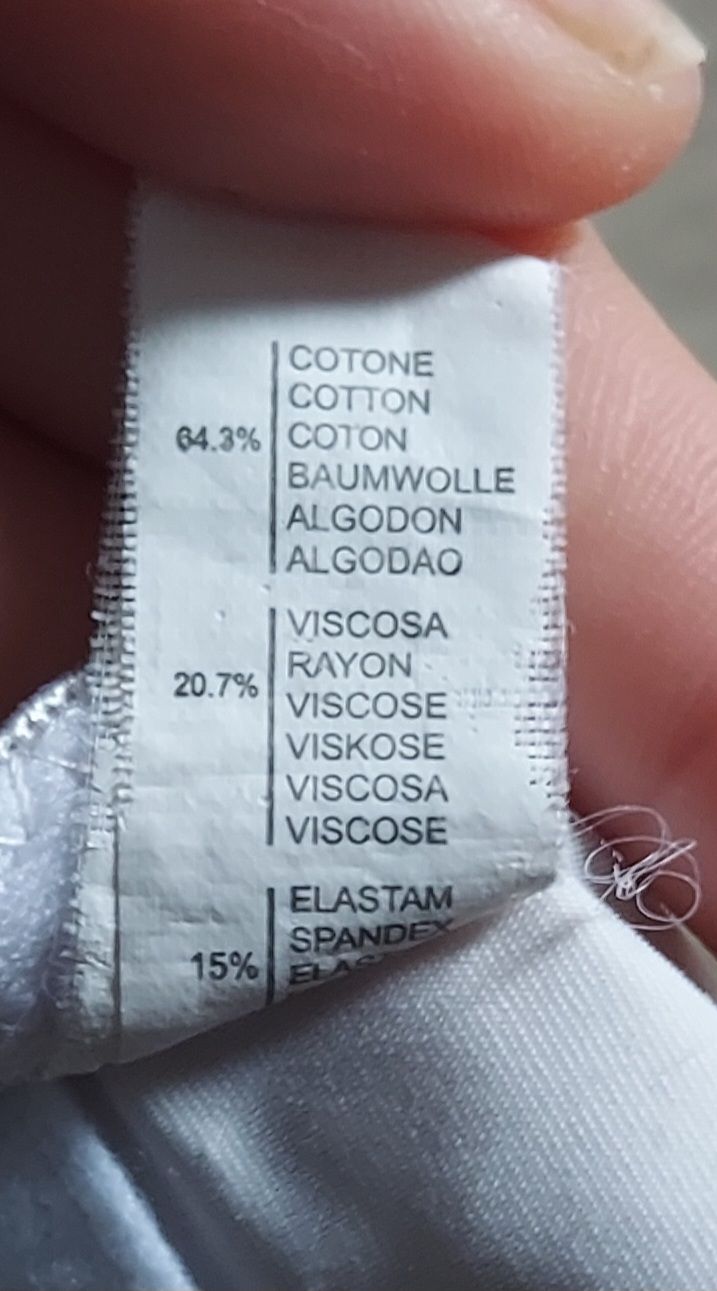 COTONE
COTTON
64.3% COTON
BAUMWOLLE
ALGODON
ALGODAO
VISCOSA
RAYON
20.7% VISCOSE
VISKOSE
VISCOSA
VISCOSE
ELASTAM
SPANDEX
15%